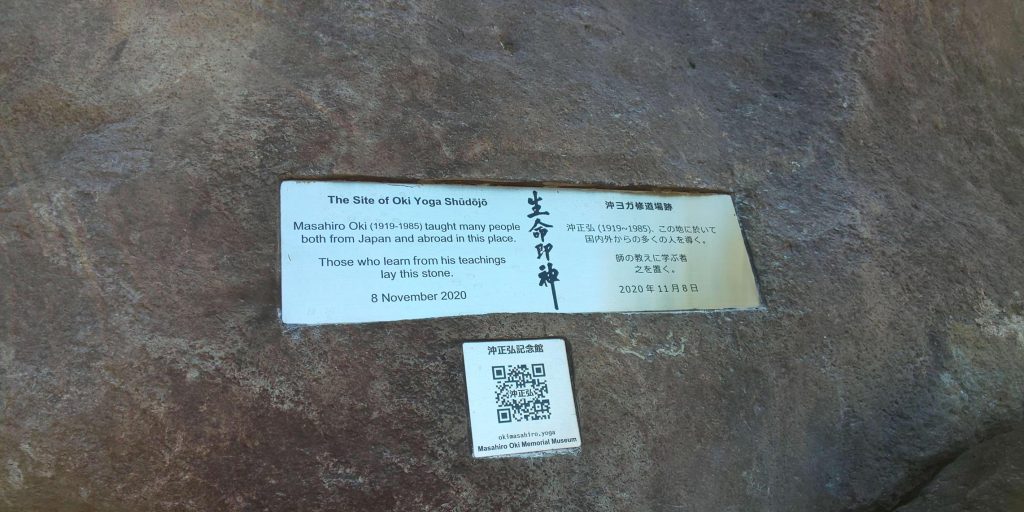 The Site of Oki Yoga Shūdōjō
Masahiro Oki (1919-1985) taught many people
both from Japan and abroad in this place.
Those who learn from his teachings
lay this stone.
8 November 2020
生命即神
沖ヨガ修道場跡
沖正弘 (1919~1985)、この地に於いて
国内外からの多くの人を導く。
師の教えに学ぶ者
之を置く。
2020 年 11 月 8 日
沖正弘記念館
沖正弘
okimasahiro.yoga
Masahiro Oki Memorial Museum